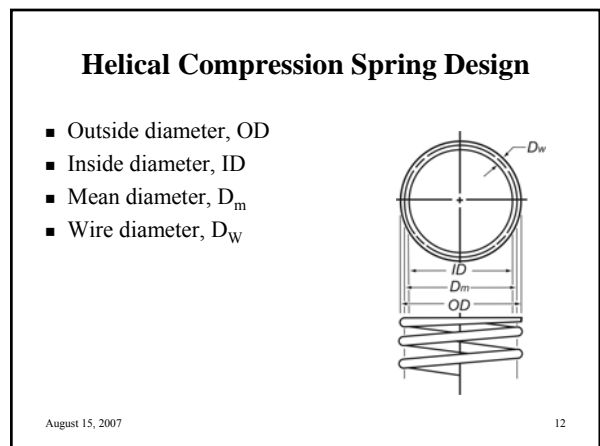 Helical Compression Spring Design
■ Outside diameter, OD
■ Inside diameter, ID
■ Mean diameter, Dm
■ Wire diameter, DW
Dw
ID
Dm
OD
August 15, 2007
12